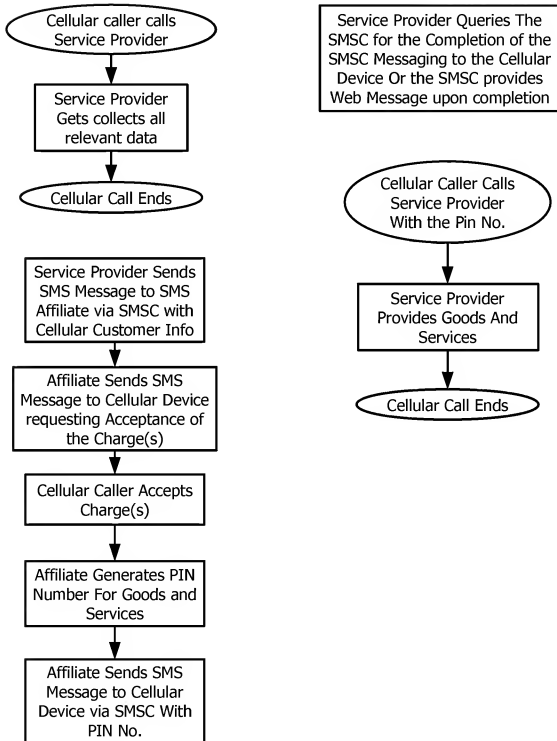 Cellular caller calls
Service Provider
Service Provider
Gets collects all
relevant data
Cellular Call Ends
Service Provider Sends
SMS Message to SMS
Affiliate via SMSC with
Cellular Customer Info
Affiliate Sends SMS
Message to Cellular Device
requesting Acceptance of
the Charge(s)
Cellular Caller Accepts
Charge(s)
Affiliate Generates PIN
Number For Goods and
Services
Affiliate Sends SMS
Message to Cellular
Device via SMSC With
PIN No.
Service Provider Queries The
SMSC for the Completion of the
SMSC Messaging to the Cellular
Device Or the SMSC provides
Web Message upon completion
Cellular Caller Calls
Service Provider
With the Pin No.
Service Provider
Provides Goods And
Services
Cellular Call Ends